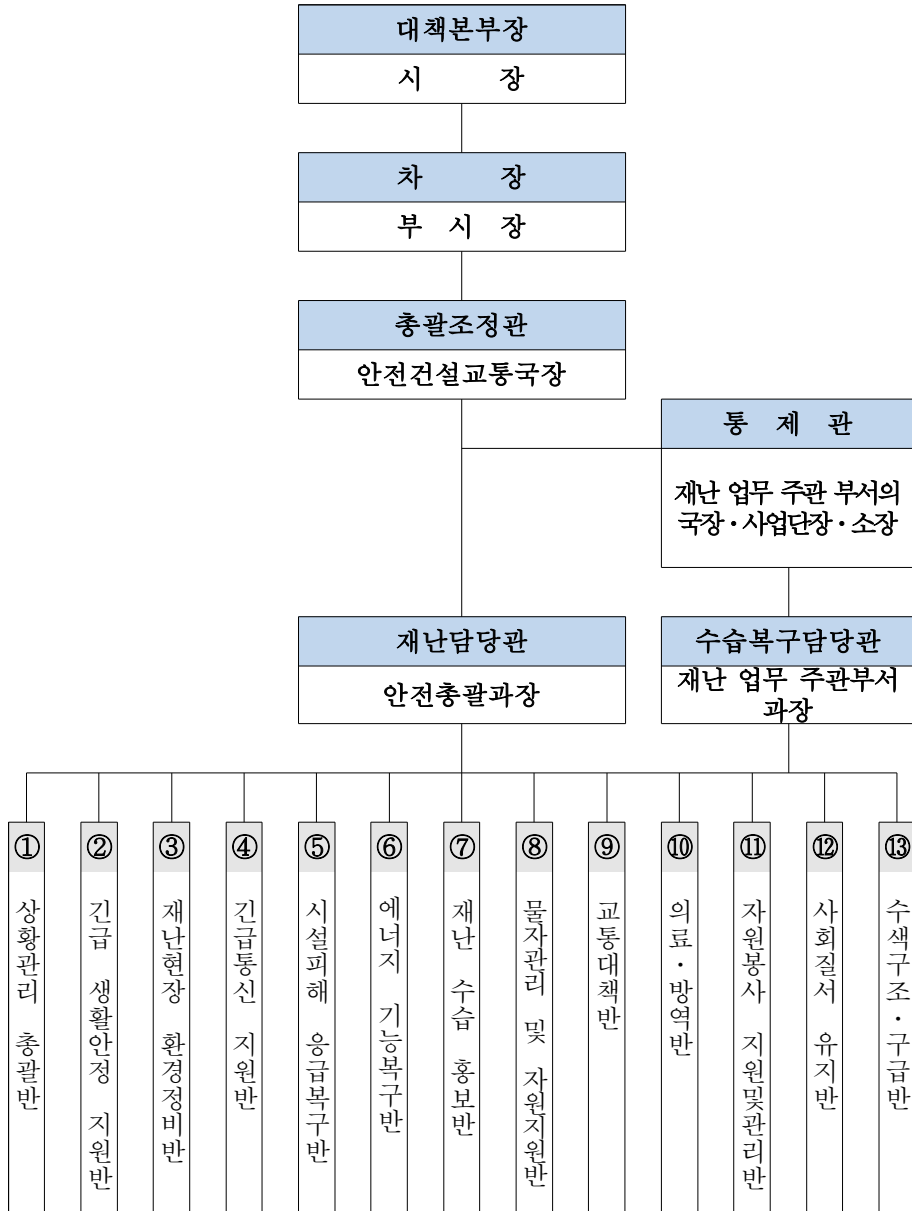 대책본부장
시 장
차 장
부 시 장
총괄조정관
안전건설교통국장
통 제 관
재난 업무 주관 부서의
국장・사업단장・소장
재난담당관
안전총괄과장
수습복구담당관
재난 업무 주관부서
과장
① 상황관리 총괄반
② 긴급 생활안정 지원반
③ 재난현장 환경정비반
④ 긴급통신 지원반
⑤ 시설피해 응급복구반
⑥ 에너지 기능복구반
⑦ 재난 수습 홍보반
⑧ 물자관리 및 자원지원반
⑨ 교통대책반
⑩ 의료・방역반
⑪ 자원봉사 지원및관리반
⑫ 사회질서 유지반
⑬ 수색구조・구급반